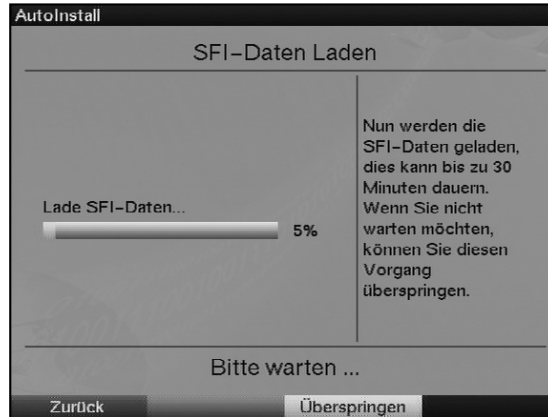 AutoInstall
SFI-Daten Laden
Lade SFI-Daten...
5%
Nun werden die
SFI-Daten geladen,
dies kann bis zu 30
Minuten dauern.
Wenn Sie nicht
warten möchten,
können Sie diesen
Vorgang
überspringen.
Bitte warten ...
Zurück
Überspringen